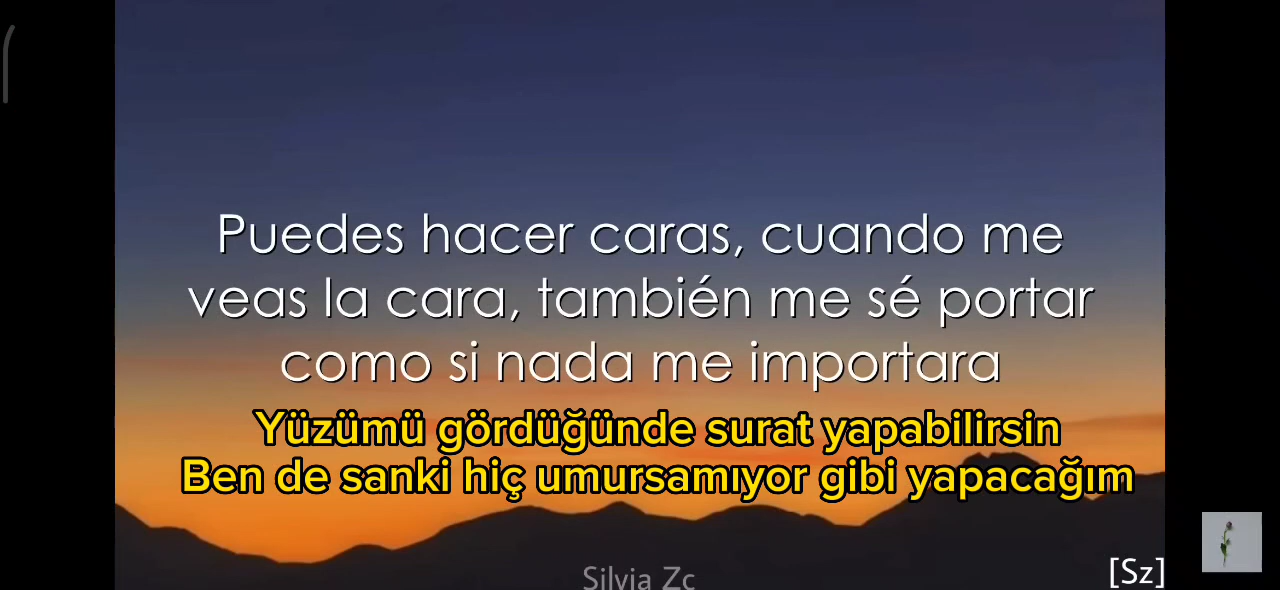 Puedes hacer caras, cuando me
veas la cara, también me sé portar
como si nada me importara
Yüzümü gördüğünde surat yapabilirsin
Ben de sanki hiç umursamıyor gibi yapacağım
Silvia Zc
[Sz]